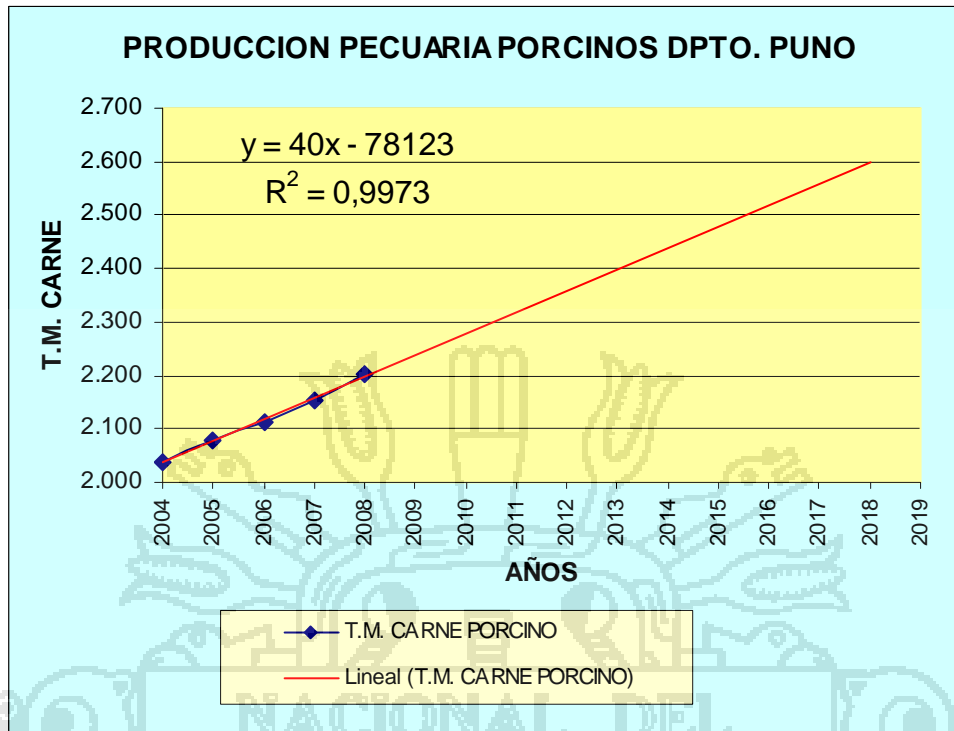 PRODUCCION PECUARIA PORCINOS DPTO. PUNO
y = 40x - 78123
R² = 0,9973
T.M. CARNE
2.700
2.600
2.500
2.400
2.300
2.200
2.100
2.000
2004 2005 2006 2007 2008 2009 2010 2011 2012 2013 2014 2015 2016 2017 2018 2019
AÑOS
T.M. CARNE PORCINO
Lineal (T.M. CARNE PORCINO)
NACIONAL DEL